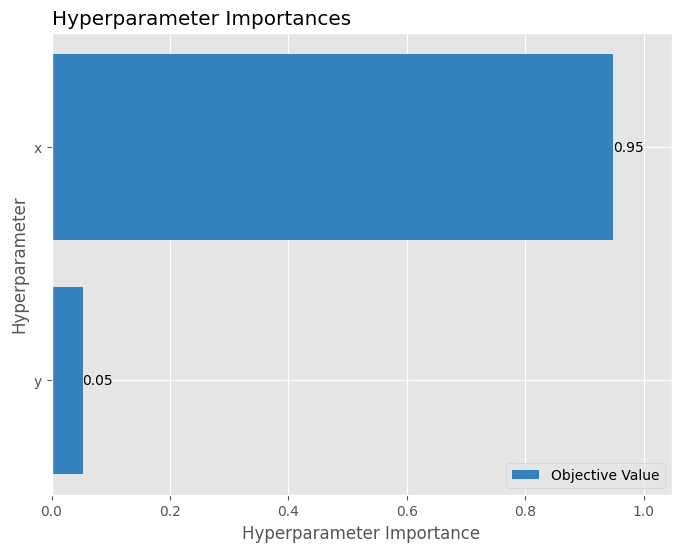 Hyperparameter Importances
Hyperparameter
x
0.95
y
0.05
Objective Value
0.0 0.2 0.4 0.6 0.8 1.0
Hyperparameter Importance